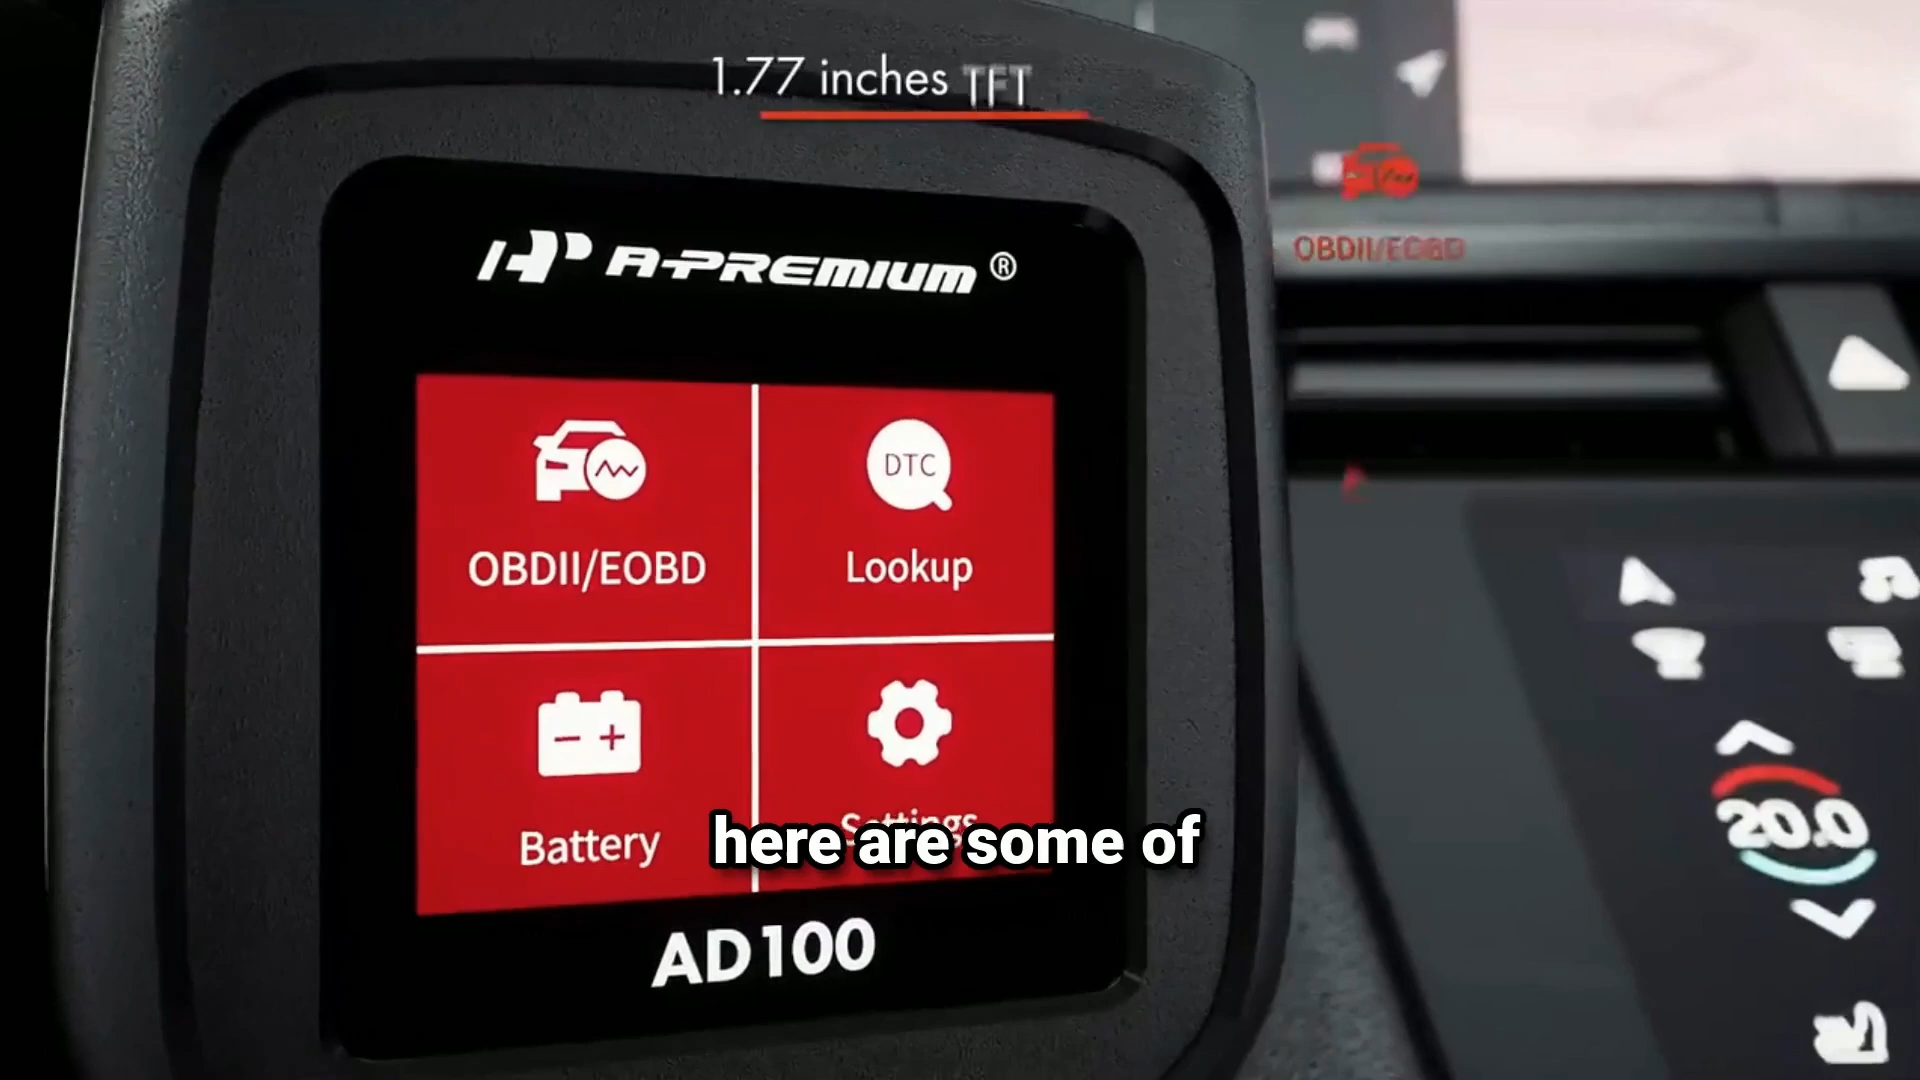 1.77 inches TFT
OBDII/EOBD
A-PREMIUM®
DTC
OBDII/EOBD
Lookup
Battery
Settings
here are some of
AD100
20.0